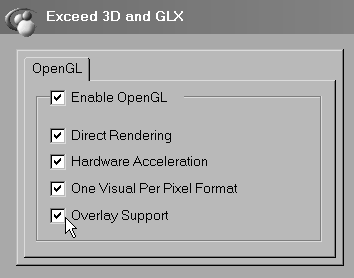 Exceed 3D and GLX
OpenGL
Enable OpenGL
Direct Rendering
Hardware Acceleration
One Visual Per Pixel Format
Overlay Support